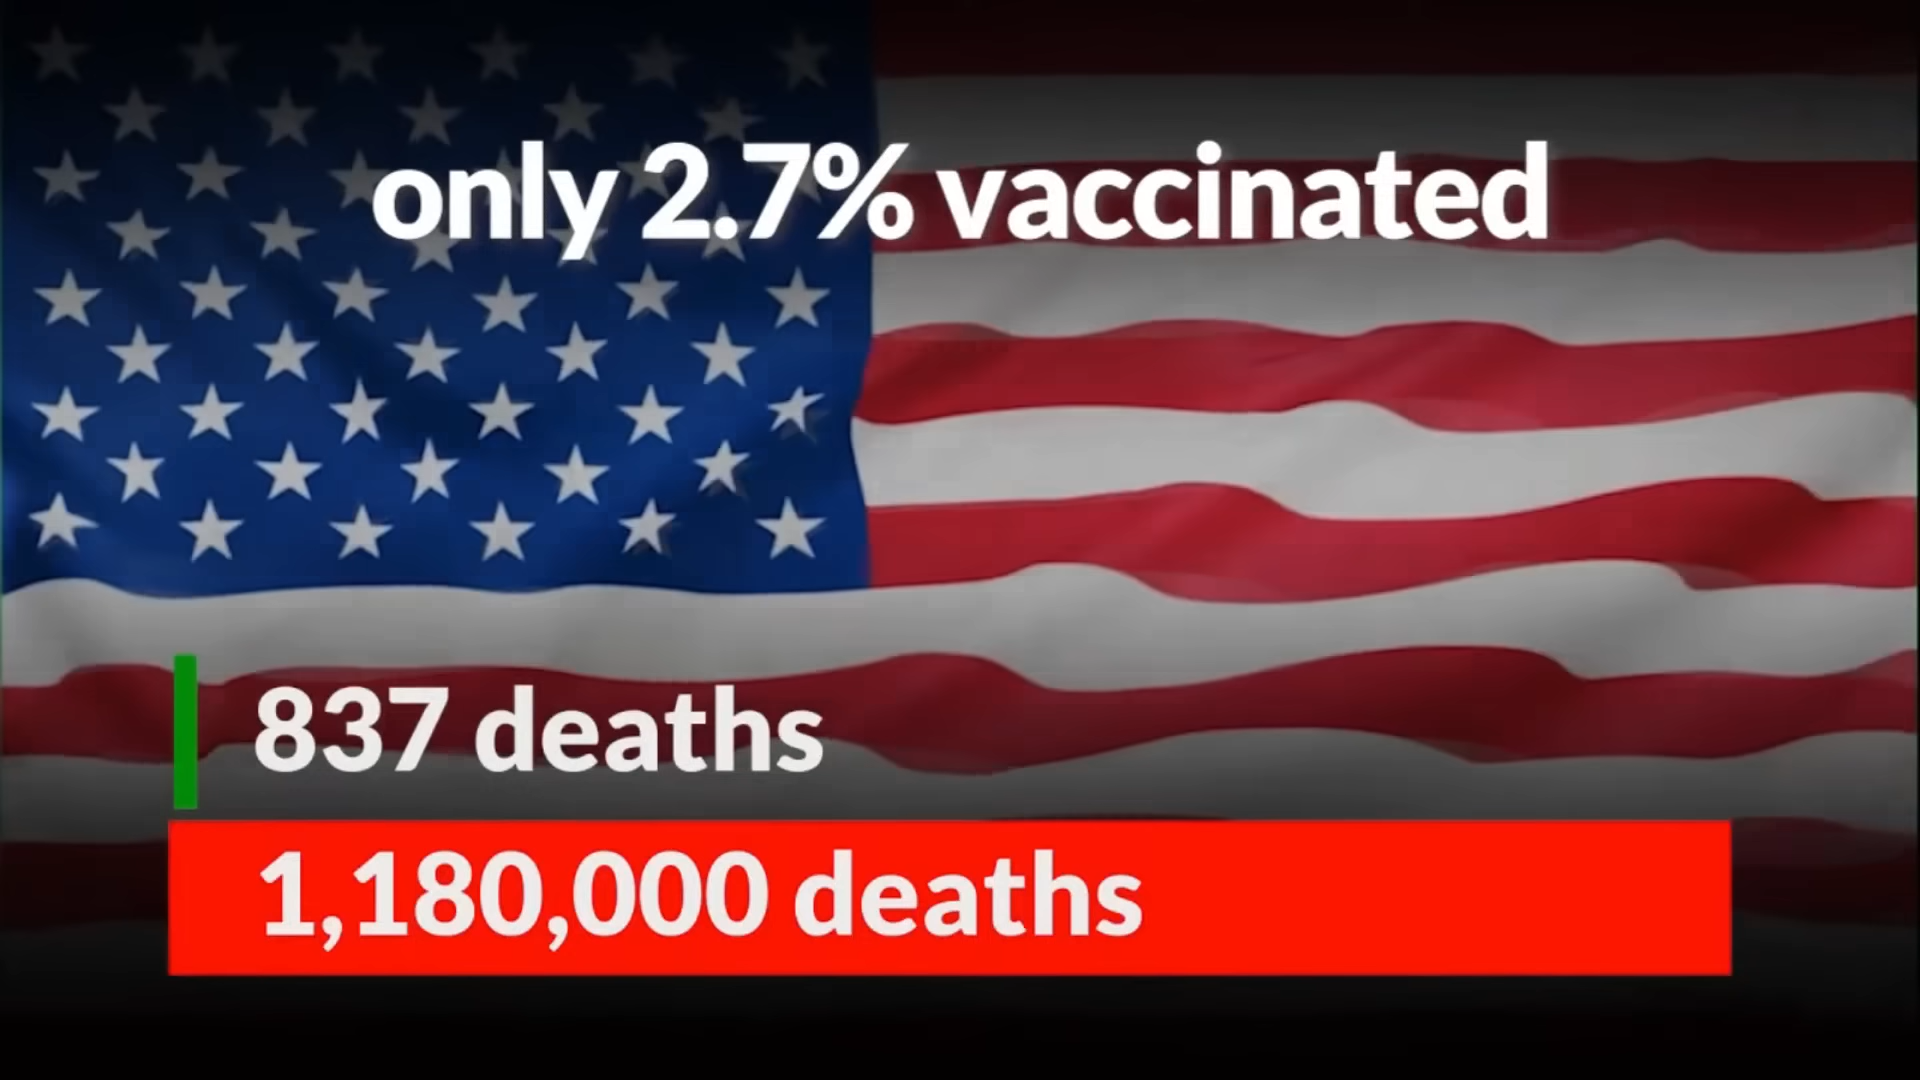 only 2.7% vaccinated
837 deaths
1,180,000 deaths